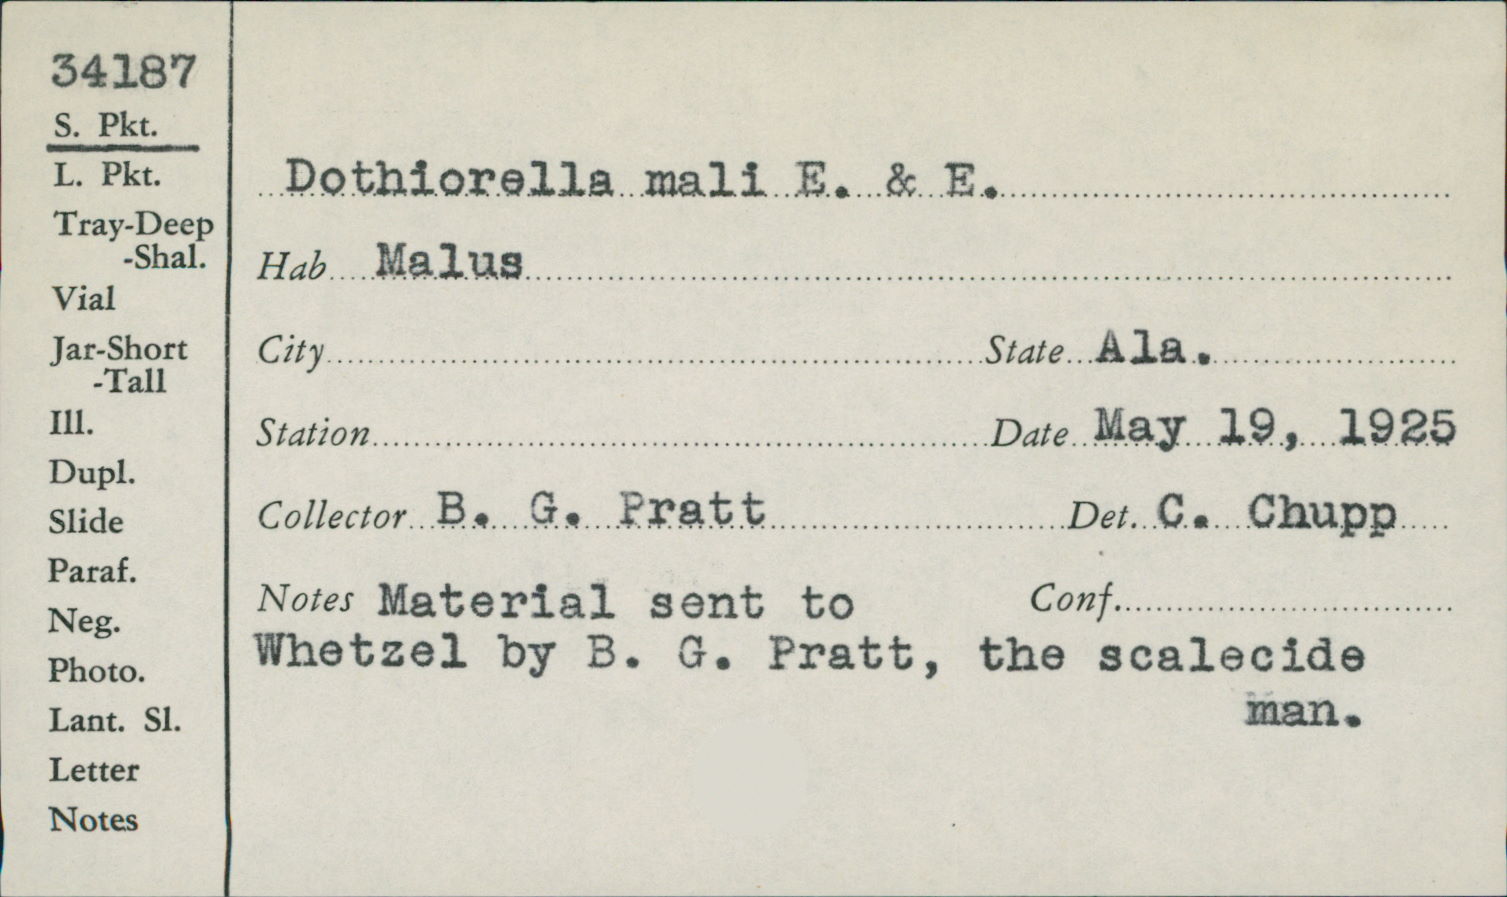 34187
S. Pkt.
L. Pkt.
Tray-Deep
-Shal.
Vial
Jar-Short
-Tall
Ill.
Dupl.
Slide
Paraf.
Neg.
Photo.
Lant. Sl.
Letter
Notes
Dothiorella mali E. & E.
Hab Malus
City State Ala.
Station Date May 19, 1925
Collector B. G. Pratt Det. C. Chupp
Notes Material sent to Conf.
Whetzel by B. G. Pratt, the scalecide
man.